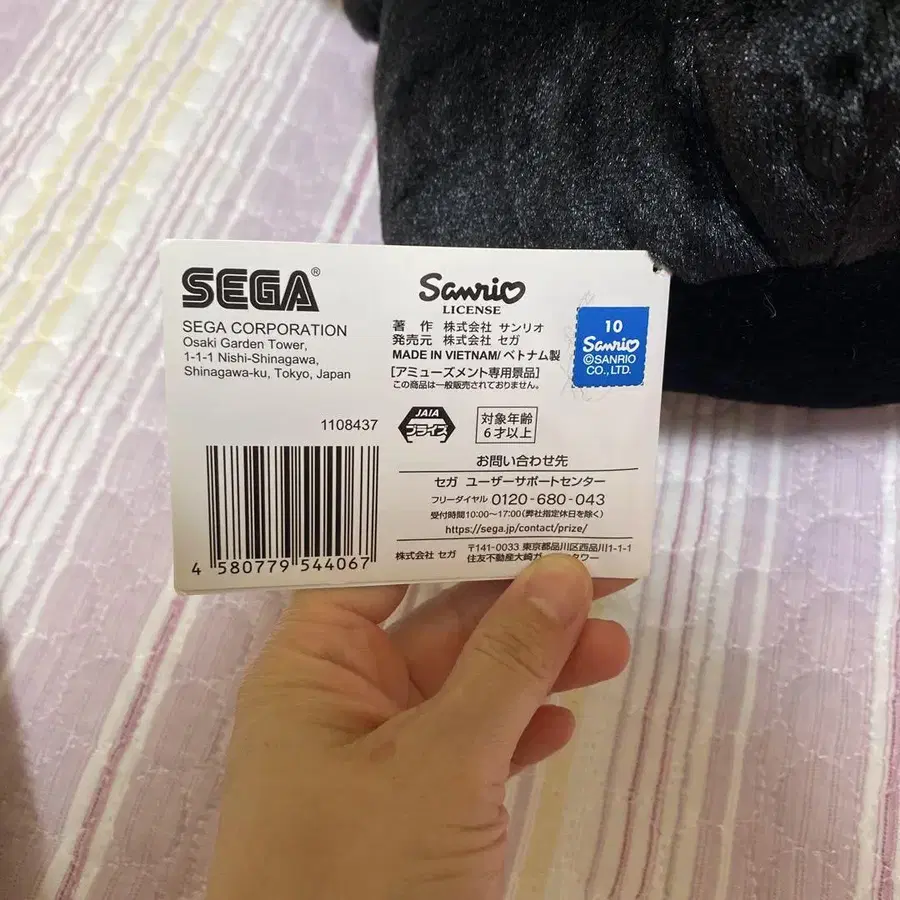 SEGA®
SEGA CORPORATION
Osaki Garden Tower,
1-1-1 Nishi-Shinagawa,
Shinagawa-ku, Tokyo, Japan
1108437
4 580779 544067
Sanrio
LICENSE
著 作 株式会社 サンリオ
発売元 株式会社 セガ
MADE IN VIETNAM/ベトナム製
[アミューズメント専用景品]
この商品は一般販売されておりません。
10
Sanrio
©SANRIO
CO.,LTD.
JAIA
プライズ
対象年齢
6才以上
お問い合わせ先
セガ ユーザーサポートセンター
フリーダイヤル 0120-680-043
受付時間10:00~17:00(弊社指定休日を除く)
https://sega.jp/contact/prize/
株式会社 セガ
〒141-0033 東京都品川区西品川1-1-1
住友不動産大崎ガ タワー